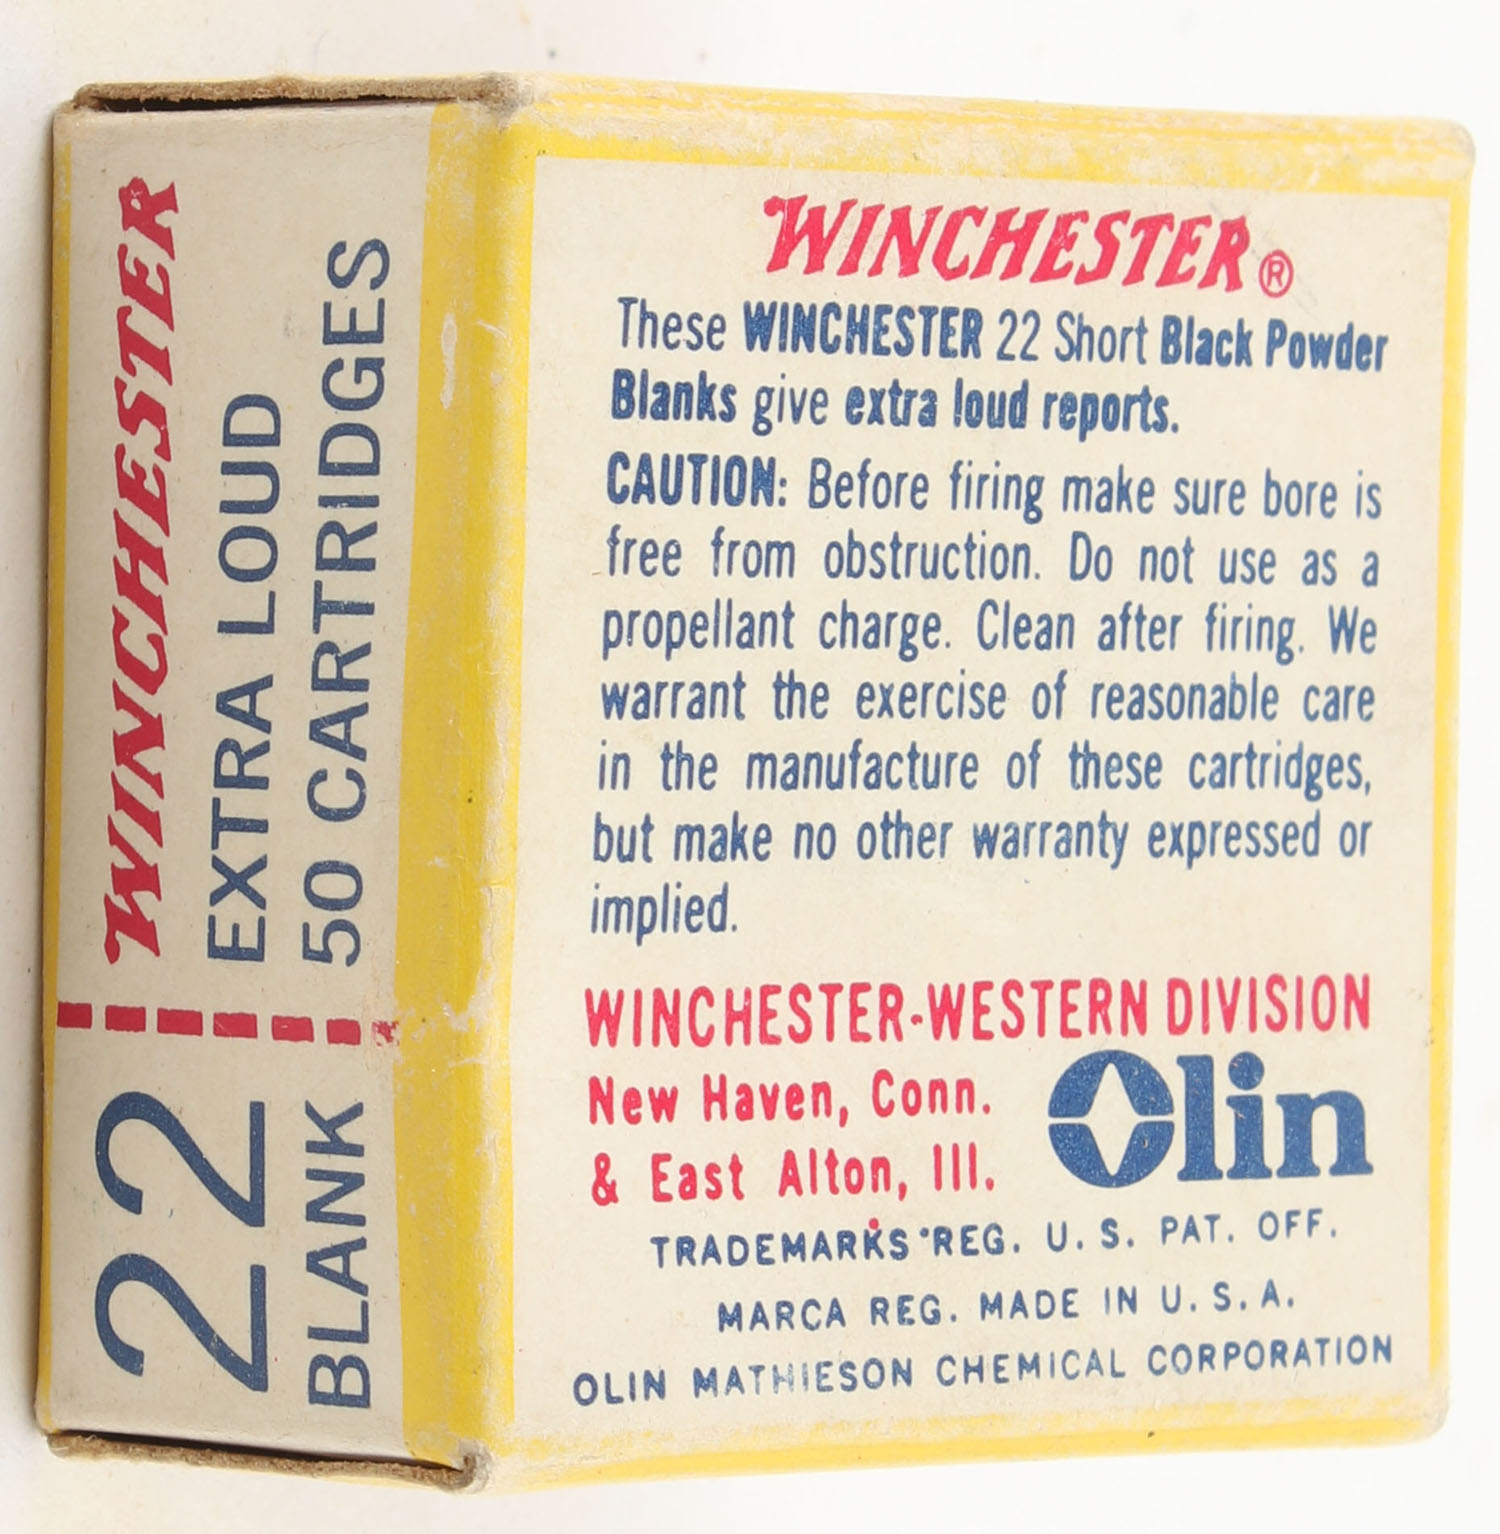 WINCHESTER
EXTRA LOUD
50 CARTRIDGES
22
BLANK
WINCHESTER®
These WINCHESTER 22 Short Black Powder
Blanks give extra loud reports.
CAUTION: Before firing make sure bore is
free from obstruction. Do not use as a
propellant charge. Clean after firing. We
warrant the exercise of reasonable care
in the manufacture of these cartridges,
but make no other warranty expressed or
implied.
WINCHESTER-WESTERN DIVISION
New Haven, Conn.
& East Alton, Ill.
Olin
TRADEMARKS REG. U. S. PAT. OFF.
MARCA REG. MADE IN U. S. A.
OLIN MATHIESON CHEMICAL CORPORATION